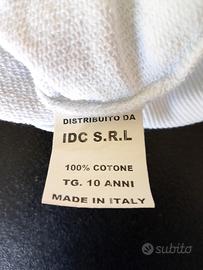 DISTRIBUITO DA
IDC S.R.L
100% COTONE
TG. 10 ANNI
MADE IN ITALY
subito